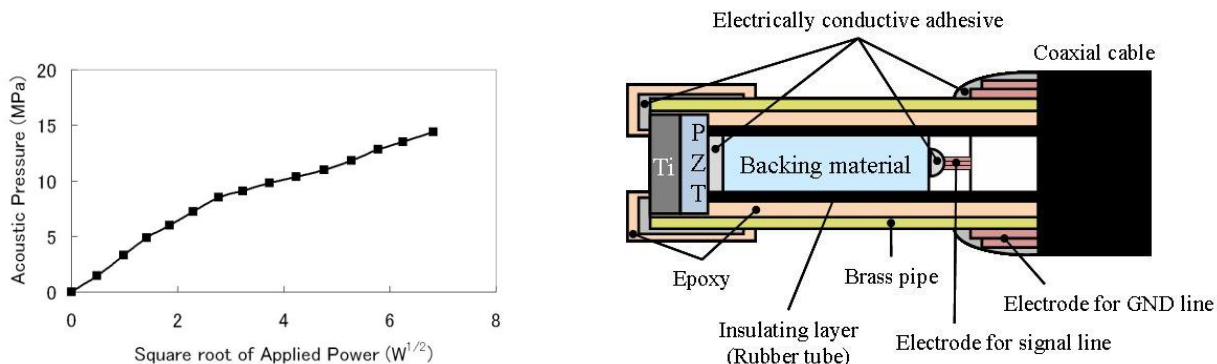 Acoustic Pressure (MPa)
20
15
10
5
0
0 2 4 6 8
Square root of Applied Power (W^1/2)
Electrically conductive adhesive
Coaxial cable
Ti
P
Z
T
Backing material
Epoxy
Brass pipe
Electrode for GND line
Insulating layer
(Rubber tube)
Electrode for signal line